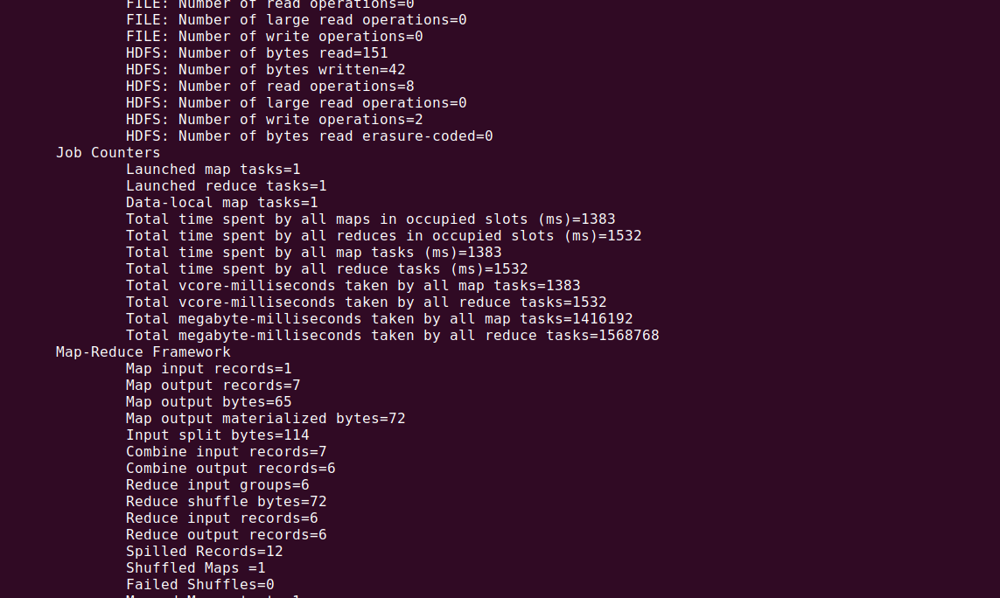 FILE: Number of read operations=0
FILE: Number of large read operations=0
FILE: Number of write operations=0
HDFS: Number of bytes read=151
HDFS: Number of bytes written=42
HDFS: Number of read operations=8
HDFS: Number of large read operations=0
HDFS: Number of write operations=2
HDFS: Number of bytes read erasure-coded=0
Job Counters
Launched map tasks=1
Launched reduce tasks=1
Data-local map tasks=1
Total time spent by all maps in occupied slots (ms)=1383
Total time spent by all reduces in occupied slots (ms)=1532
Total time spent by all map tasks (ms)=1383
Total time spent by all reduce tasks (ms)=1532
Total vcore-milliseconds taken by all map tasks=1383
Total vcore-milliseconds taken by all reduce tasks=1532
Total megabyte-milliseconds taken by all map tasks=1416192
Total megabyte-milliseconds taken by all reduce tasks=1568768
Map-Reduce Framework
Map input records=1
Map output records=7
Map output bytes=65
Map output materialized bytes=72
Input split bytes=114
Combine input records=7
Combine output records=6
Reduce input groups=6
Reduce shuffle bytes=72
Reduce input records=6
Reduce output records=6
Spilled Records=12
Shuffled Maps =1
Failed Shuffles=0